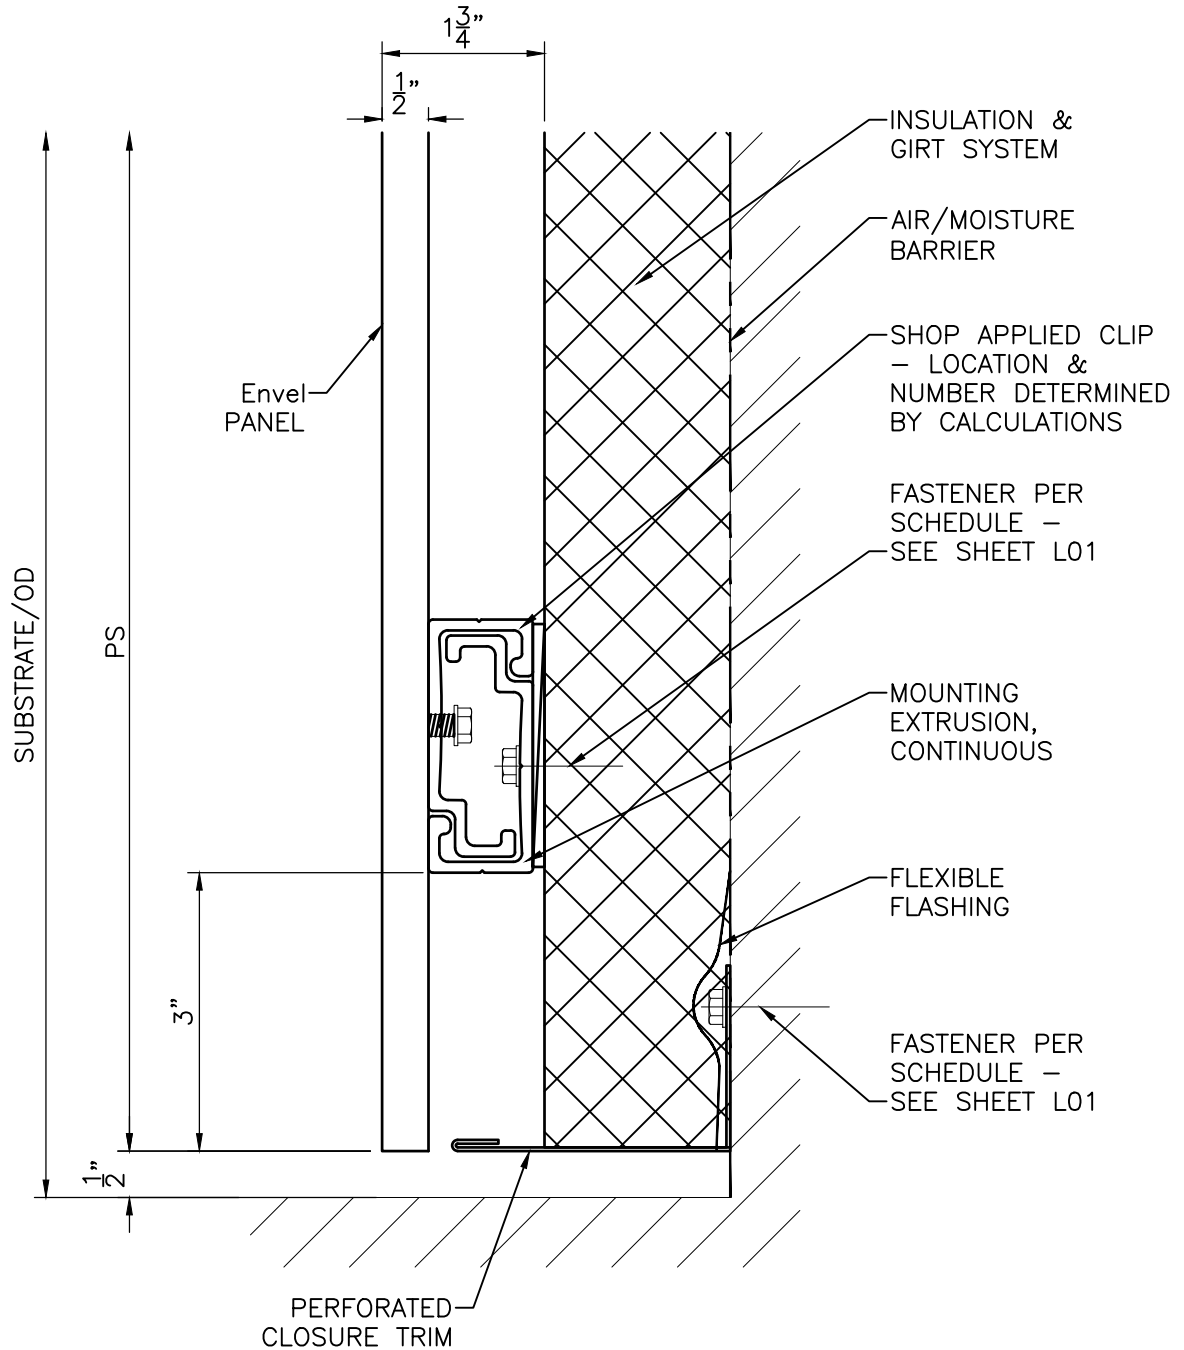 1 3/4"
1/2"
INSULATION &
GIRT SYSTEM
AIR/MOISTURE
BARRIER
SHOP APPLIED CLIP
– LOCATION &
NUMBER DETERMINED
BY CALCULATIONS
Envel
PANEL
FASTENER PER
SCHEDULE –
SEE SHEET L01
SUBSTRATE/OD
PS
MOUNTING
EXTRUSION,
CONTINUOUS
FLEXIBLE
FLASHING
3"
FASTENER PER
SCHEDULE –
SEE SHEET L01
1/2"
PERFORATED
CLOSURE TRIM